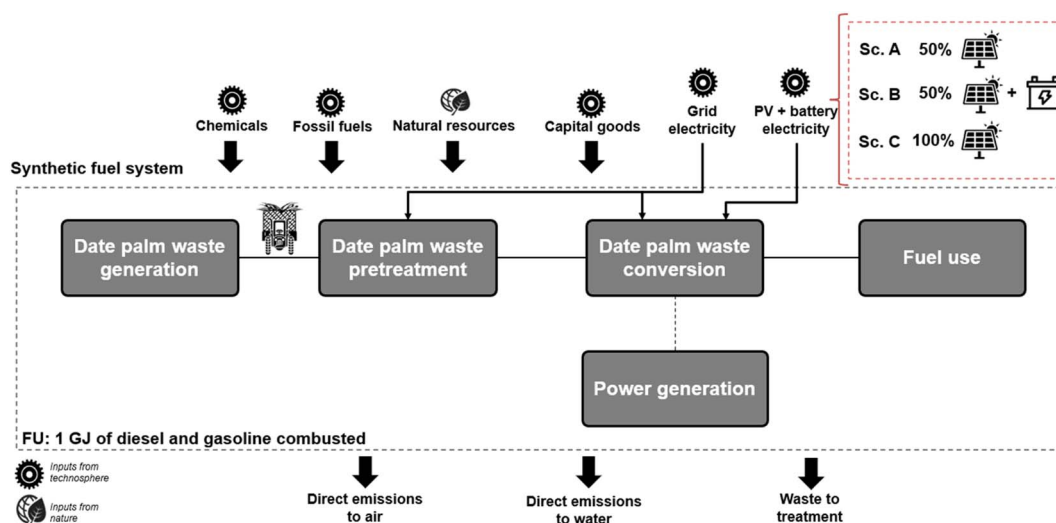 Sc. A 50%
Sc. B 50% +
Sc. C 100%
Chemicals
Fossil fuels
Natural resources
Capital goods
Grid
electricity
PV + battery
electricity
Synthetic fuel system
Date palm waste
generation
Date palm waste
pretreatment
Date palm waste
conversion
Fuel use
Power generation
FU: 1 GJ of diesel and gasoline combusted
Inputs from
technosphere
Inputs from
nature
Direct emissions
to air
Direct emissions
to water
Waste to
treatment